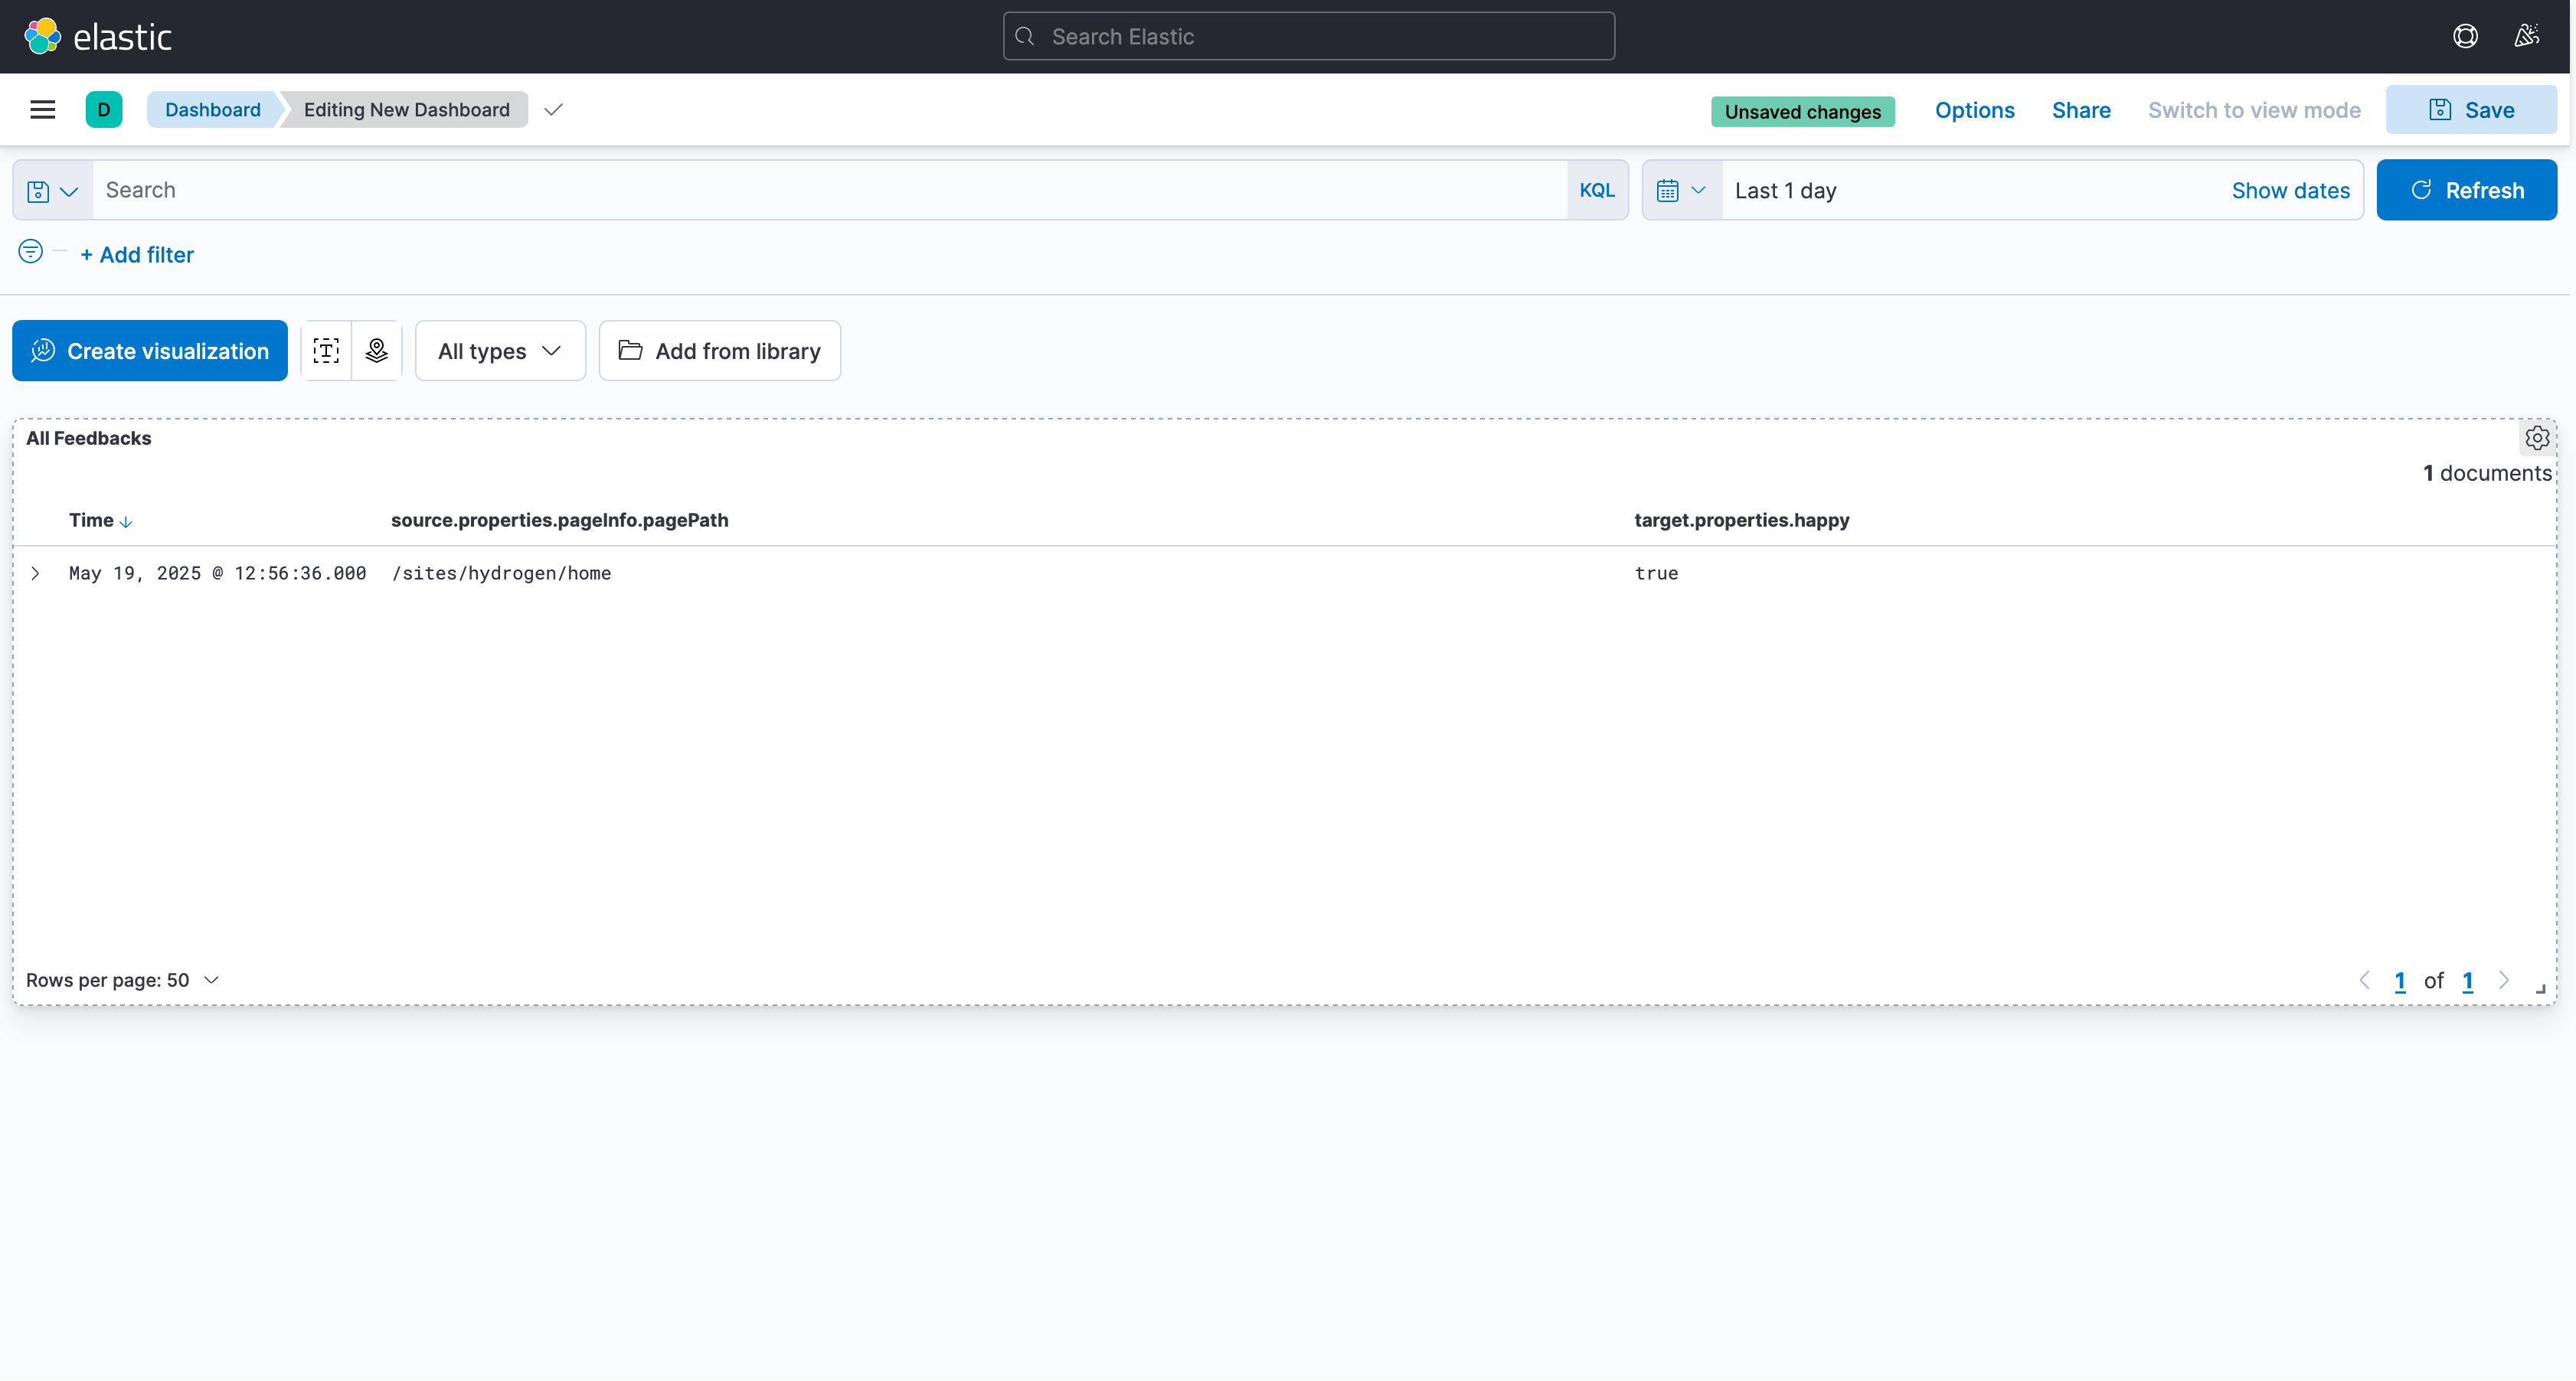 elastic
Search Elastic
D
Dashboard
Editing New Dashboard
Unsaved changes
Options
Share
Switch to view mode
Save
Search
KQL
Last 1 day
Show dates
Refresh
+ Add filter
Create visualization
All types
Add from library
All Feedbacks
1 documents
Time
source.properties.pageInfo.pagePath
target.properties.happy
May 19, 2025 @ 12:56:36.000
/sites/hydrogen/home
true
Rows per page: 50
1 of 1